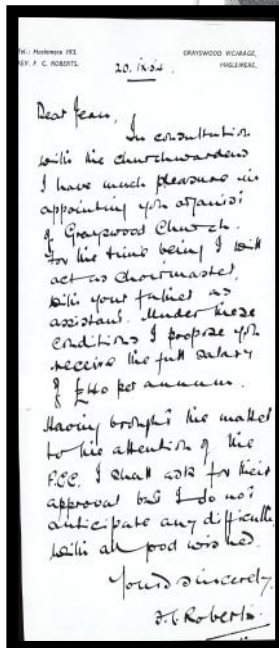 Tel.: Haslemere 193.
REV. F. G. ROBERTS.
GRAYSWOOD VICARAGE,
HASLEMERE.
20. ix. 54.
Dear Jean,
In consultation
with the churchwardens
I have much pleasure in
appointing you organist
of Grayswood Church.
For the time being I will
act as choirmaster,
with your father as
assistant. Under these
conditions I propose you
receive the full salary
of £40 per annum.
Having brought the matter
to the attention of the
P.C.C. I shall ask for their
approval but I do not
anticipate any difficulty.
With all good wishes.
Yours sincerely,
F. G. Roberts.